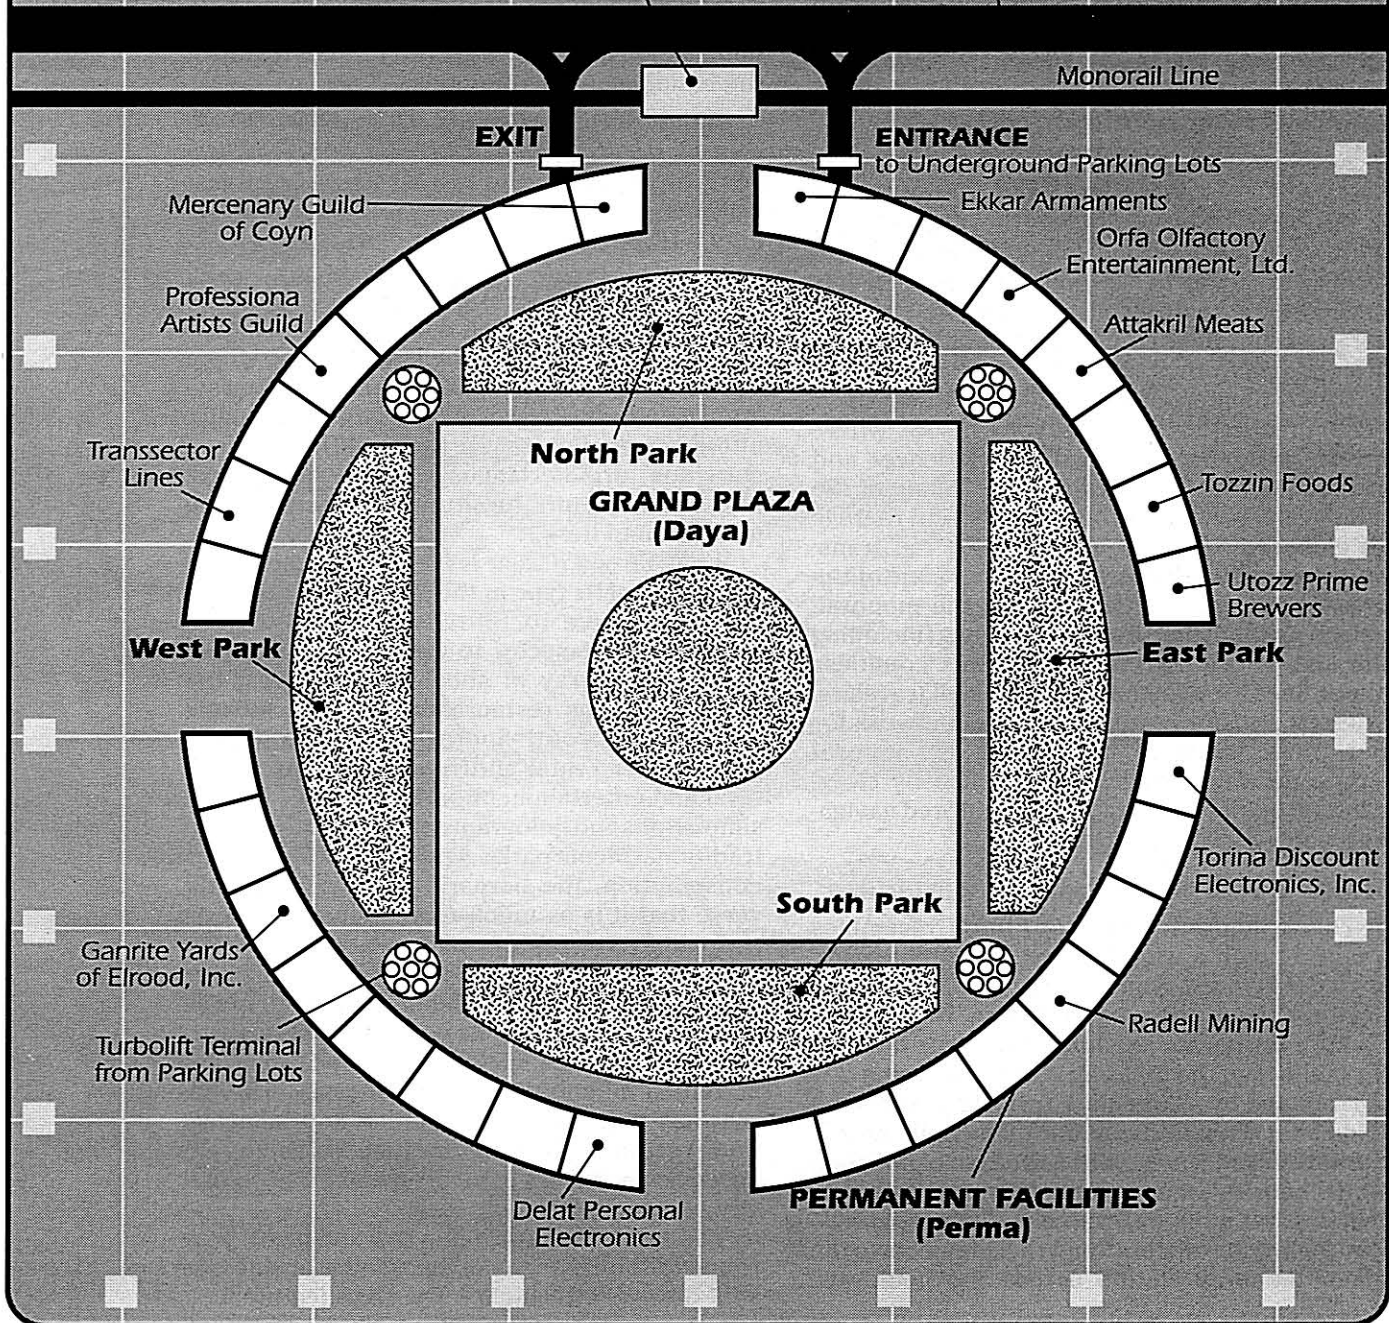 Monorail Line
EXIT
ENTRANCE
to Underground Parking Lots
Mercenary Guild
of Coyn
Ekkar Armaments
Orfa Olfactory
Entertainment, Ltd.
Professiona
Artists Guild
Attakril Meats
Transsector
Lines
North Park
GRAND PLAZA
(Daya)
Tozzin Foods
Utozz Prime
Brewers
West Park
East Park
Torina Discount
Electronics, Inc.
South Park
Ganrite Yards
of Elrood, Inc.
Radell Mining
Turbolift Terminal
from Parking Lots
Delat Personal
Electronics
PERMANENT FACILITIES
(Perma)